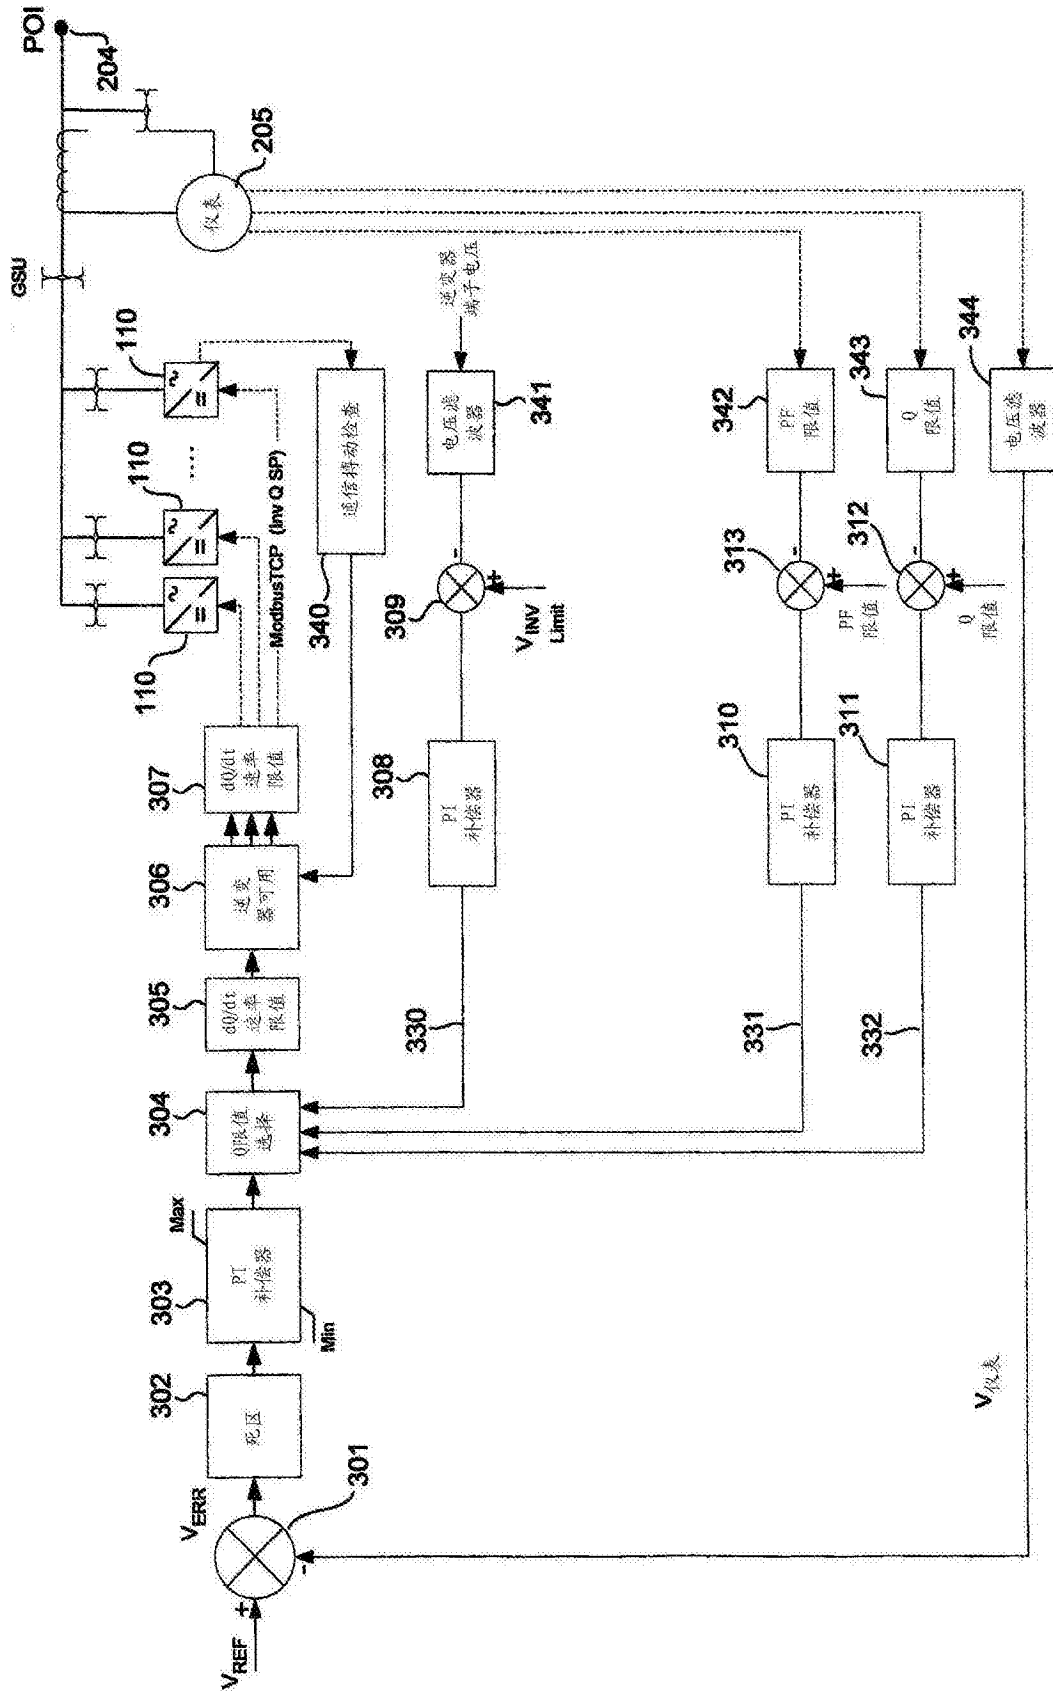 POI
204
GSU
仪表
205
110
110
110
....
ModbusTCP (Inv Q SP)
通信搏动检查
340
逆变器
端子电压
电压滤
波器
341
-
+
309
VINV
Limit
PI
补偿器
308
330
dQ/dt
速率
限值
307
逆变
器可用
306
dQ/dt
速率
限值
305
Q限值
选择
304
Max
PI
补偿器
303
Min
死区
302
VERR
301
+
-
VREF
PF
限值
342
-
+
313
PF
限值
PI
补偿器
310
331
Q
限值
343
-
+
312
Q
限值
PI
补偿器
311
332
电压滤
波器
344
V仪表